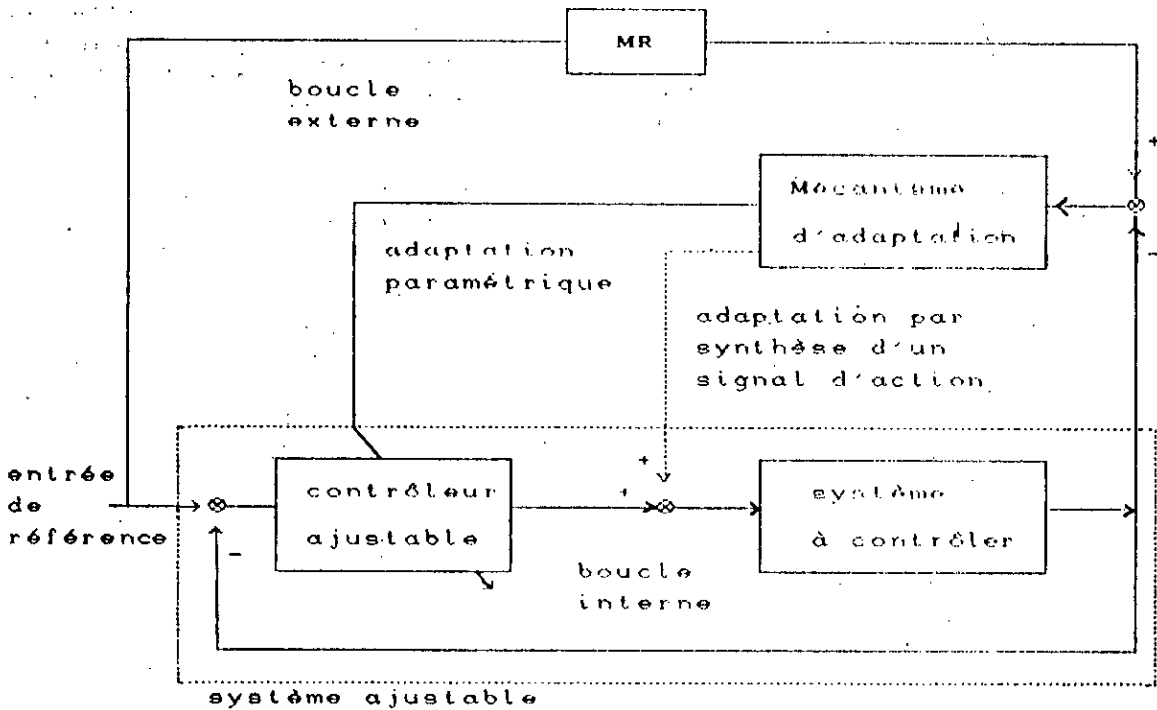 MR
boucle
externe
+
Mécanisme
d'adaptation
-
adaptation
paramétrique
adaptation par
synthèse d'un
signal d'action
entrée
de
référence
-
contrôleur
ajustable
+
+
système
à contrôler
boucle
interne
système ajustable